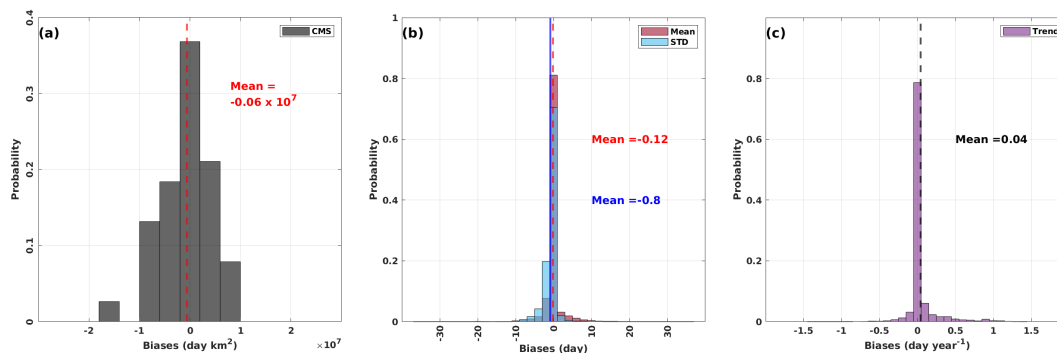 (a)
CMS
Mean =
-0.06 x 10^7
Probability
0.4
0.3
0.2
0.1
0
-2 -1 0 1 2
×10^7
Biases (day km^2)
(b)
Mean
STD
Mean =-0.12
Mean =-0.8
Probability
1
0.8
0.6
0.4
0.2
0
-30 -20 -10 0 10 20 30
Biases (day)
(c)
Trend
Mean =0.04
Probability
1
0.8
0.6
0.4
0.2
0
-1.5 -1 -0.5 0 0.5 1 1.5
Biases (day year^-1)